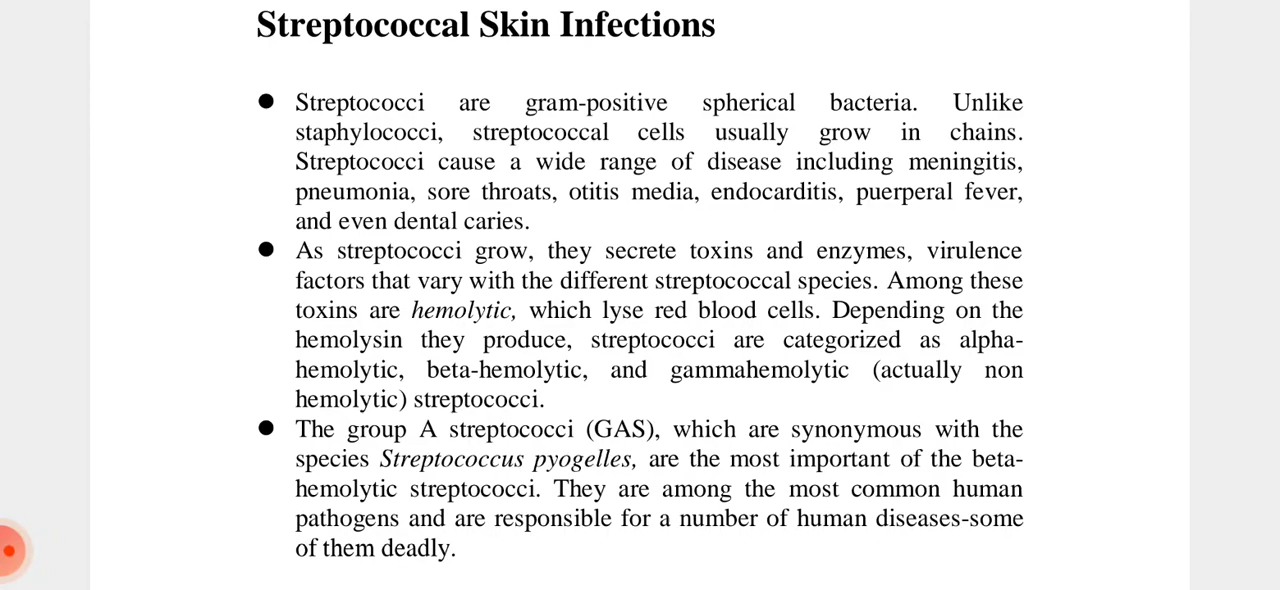 Streptococcal Skin Infections
● Streptococci are gram-positive spherical bacteria. Unlike
staphylococci, streptococcal cells usually grow in chains.
Streptococci cause a wide range of disease including meningitis,
pneumonia, sore throats, otitis media, endocarditis, puerperal fever,
and even dental caries.
● As streptococci grow, they secrete toxins and enzymes, virulence
factors that vary with the different streptococcal species. Among these
toxins are hemolytic, which lyse red blood cells. Depending on the
hemolysin they produce, streptococci are categorized as alpha-
hemolytic, beta-hemolytic, and gammahemolytic (actually non
hemolytic) streptococci.
● The group A streptococci (GAS), which are synonymous with the
species Streptococcus pyogelles, are the most important of the beta-
hemolytic streptococci. They are among the most common human
pathogens and are responsible for a number of human diseases-some
of them deadly.